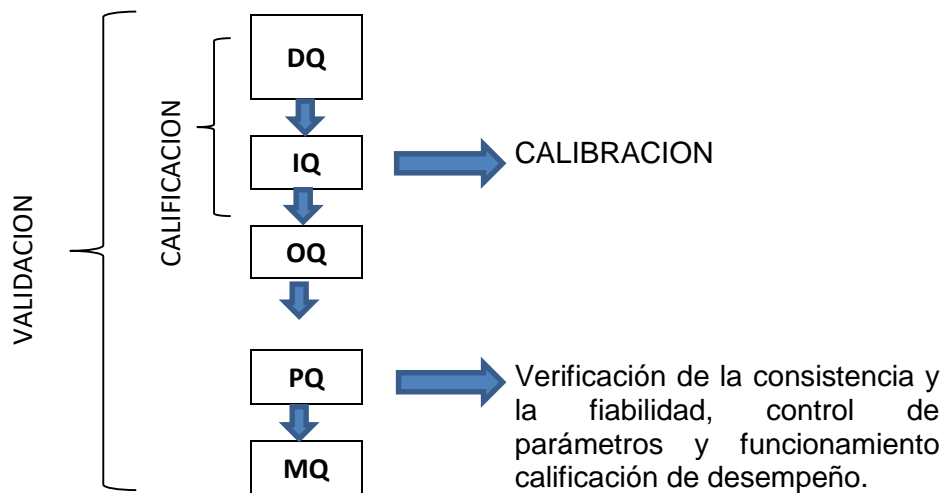 VALIDACION
CALIFICACION
DQ
IQ
CALIBRACION
OQ
PQ
Verificación de la consistencia y
la fiabilidad, control de
parámetros y funcionamiento
calificación de desempeño.
MQ